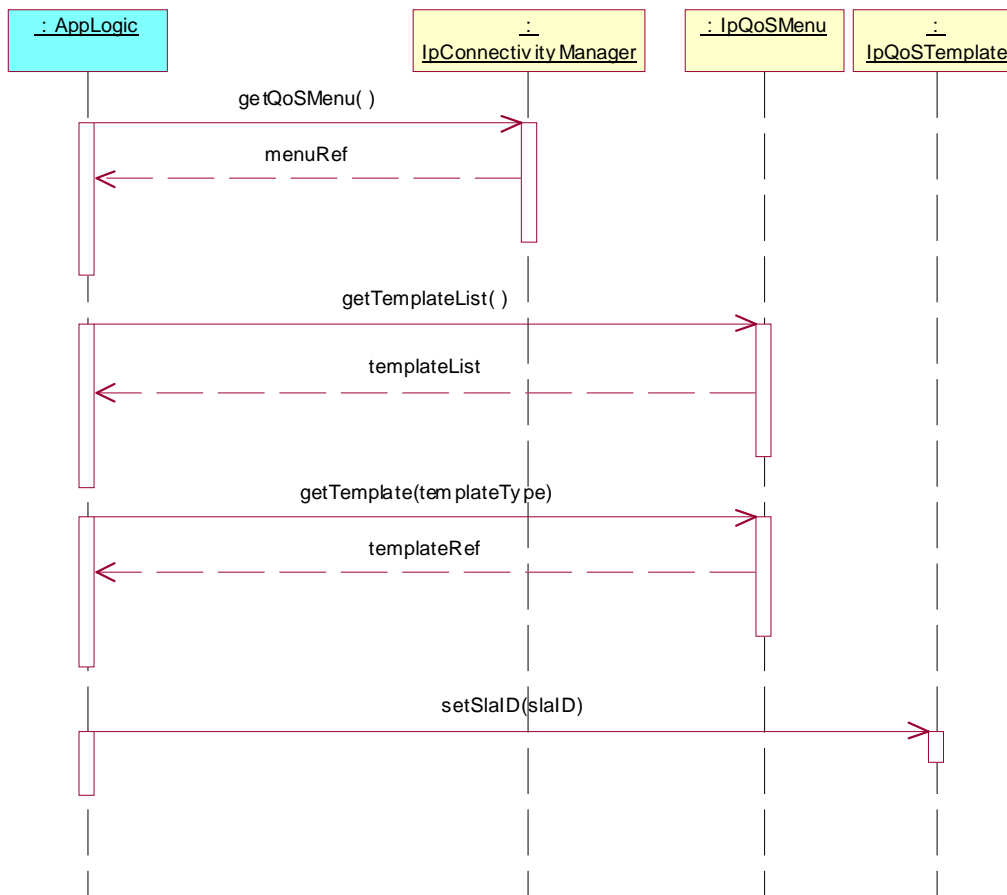 : AppLogic
:
IpConnectivityManager
: IpQoSMenu
:
IpQoSTemplate
getQoSMenu( )
menuRef
getTemplateList( )
templateList
getTemplate(templateType)
templateRef
setSlaID(slaID)